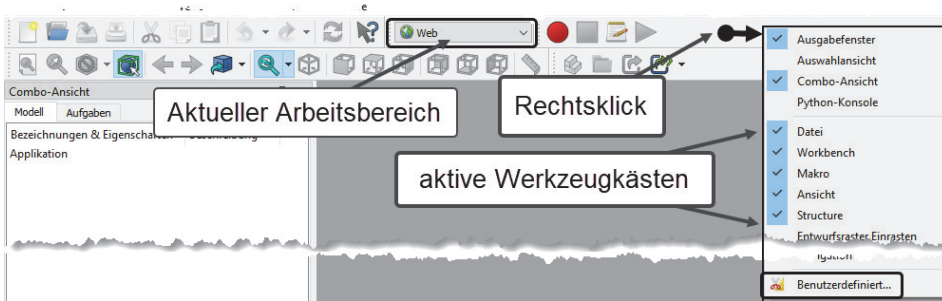 Web
Ausgabefenster
Auswahlansicht
Combo-Ansicht
Python-Konsole
Datei
Workbench
Makro
Ansicht
Structure
Entwurfsraster Einrasten
Benutzerdefiniert...
Combo-Ansicht
Modell Aufgaben
Bezeichnungen & Eigenschaften
Applikation
Aktueller Arbeitsbereich
Rechtsklick
aktive Werkzeugkästen